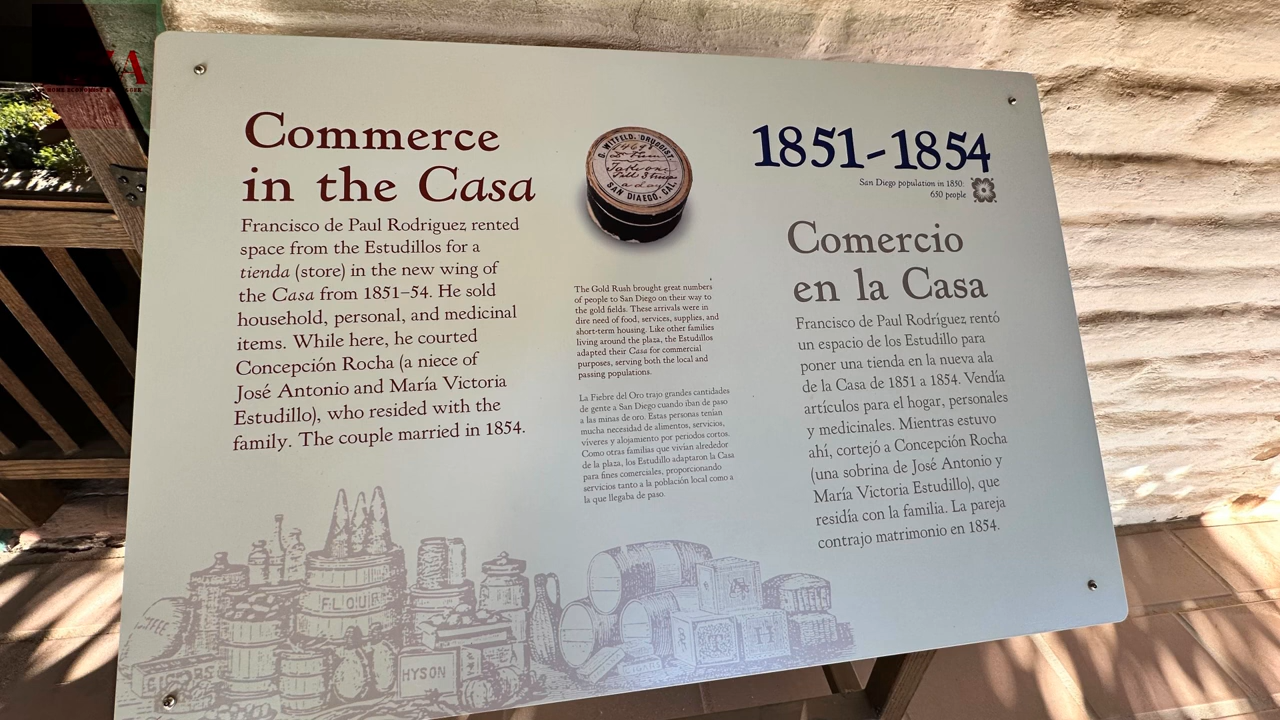 Commerce
in the Casa
Francisco de Paul Rodriguez rented
space from the Estudillos for a
tienda (store) in the new wing of
the Casa from 1851–54. He sold
household, personal, and medicinal
items. While here, he courted
Concepción Rocha (a niece of
José Antonio and María Victoria
Estudillo), who resided with the
family. The couple married in 1854.
G. WITFELD, DRUGGIST,
SAN DIAEGO, CAL.
The Gold Rush brought great numbers
of people to San Diego on their way to
the gold fields. These arrivals were in
dire need of food, services, supplies, and
short-term housing. Like other families
living around the plaza, the Estudillos
adapted their Casa for commercial
purposes, serving both the local and
passing populations.
La Fiebre del Oro trajo grandes cantidades
de gente a San Diego cuando iban de paso
a las minas de oro. Estas personas tenían
mucha necesidad de alimentos, servicios,
víveres y alojamiento por periodos cortos.
Como otras familias que vivían alrededor
de la plaza, los Estudillo adaptaron la Casa
para fines comerciales, proporcionando
servicios tanto a la población local como a
la que llegaba de paso.
1851-1854
San Diego population in 1850:
650 people
Comercio
en la Casa
Francisco de Paul Rodríguez rentó
un espacio de los Estudillo para
poner una tienda en la nueva ala
de la Casa de 1851 a 1854. Vendía
artículos para el hogar, personales
y medicinales. Mientras estuvo
ahí, cortejó a Concepción Rocha
(una sobrina de José Antonio y
María Victoria Estudillo), que
residía con la familia. La pareja
contrajo matrimonio en 1854.
FLOUR
HYSON